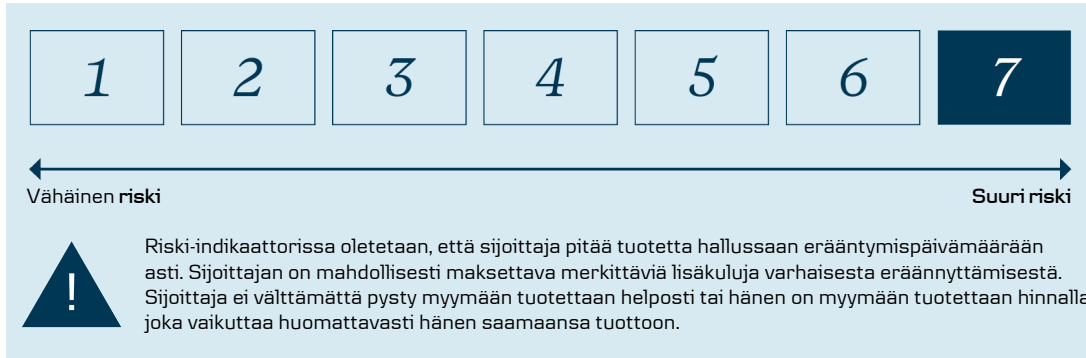 1 2 3 4 5 6 7
Vähäinen riski Suuri riski
!
Riski-indikaattorissa oletetaan, että sijoittaja pitää tuotetta hallussaan erääntymispäivämäärään
asti. Sijoittajan on mahdollisesti maksettava merkittäviä lisäkuluja varhaisesta eräännyttämisestä.
Sijoittaja ei välttämättä pysty myymään tuotettaan helposti tai hänen on myymään tuotettaan hinnalla
joka vaikuttaa huomattavasti hänen saamaansa tuottoon.